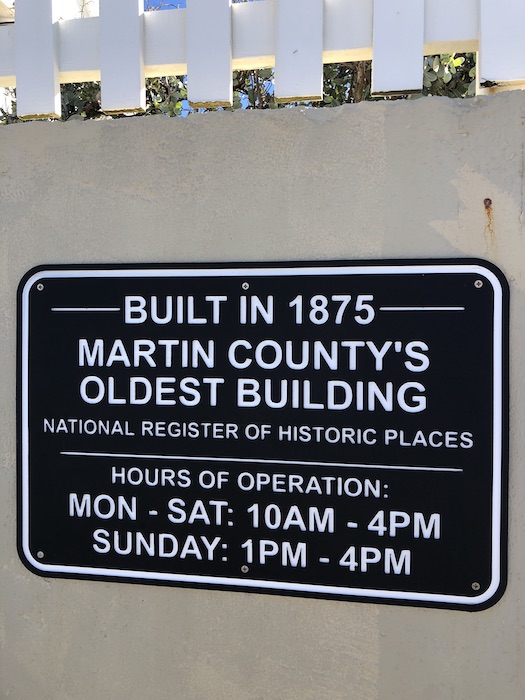 BUILT IN 1875
MARTIN COUNTY'S
OLDEST BUILDING
NATIONAL REGISTER OF HISTORIC PLACES
HOURS OF OPERATION:
MON - SAT: 10AM - 4PM
SUNDAY: 1PM - 4PM